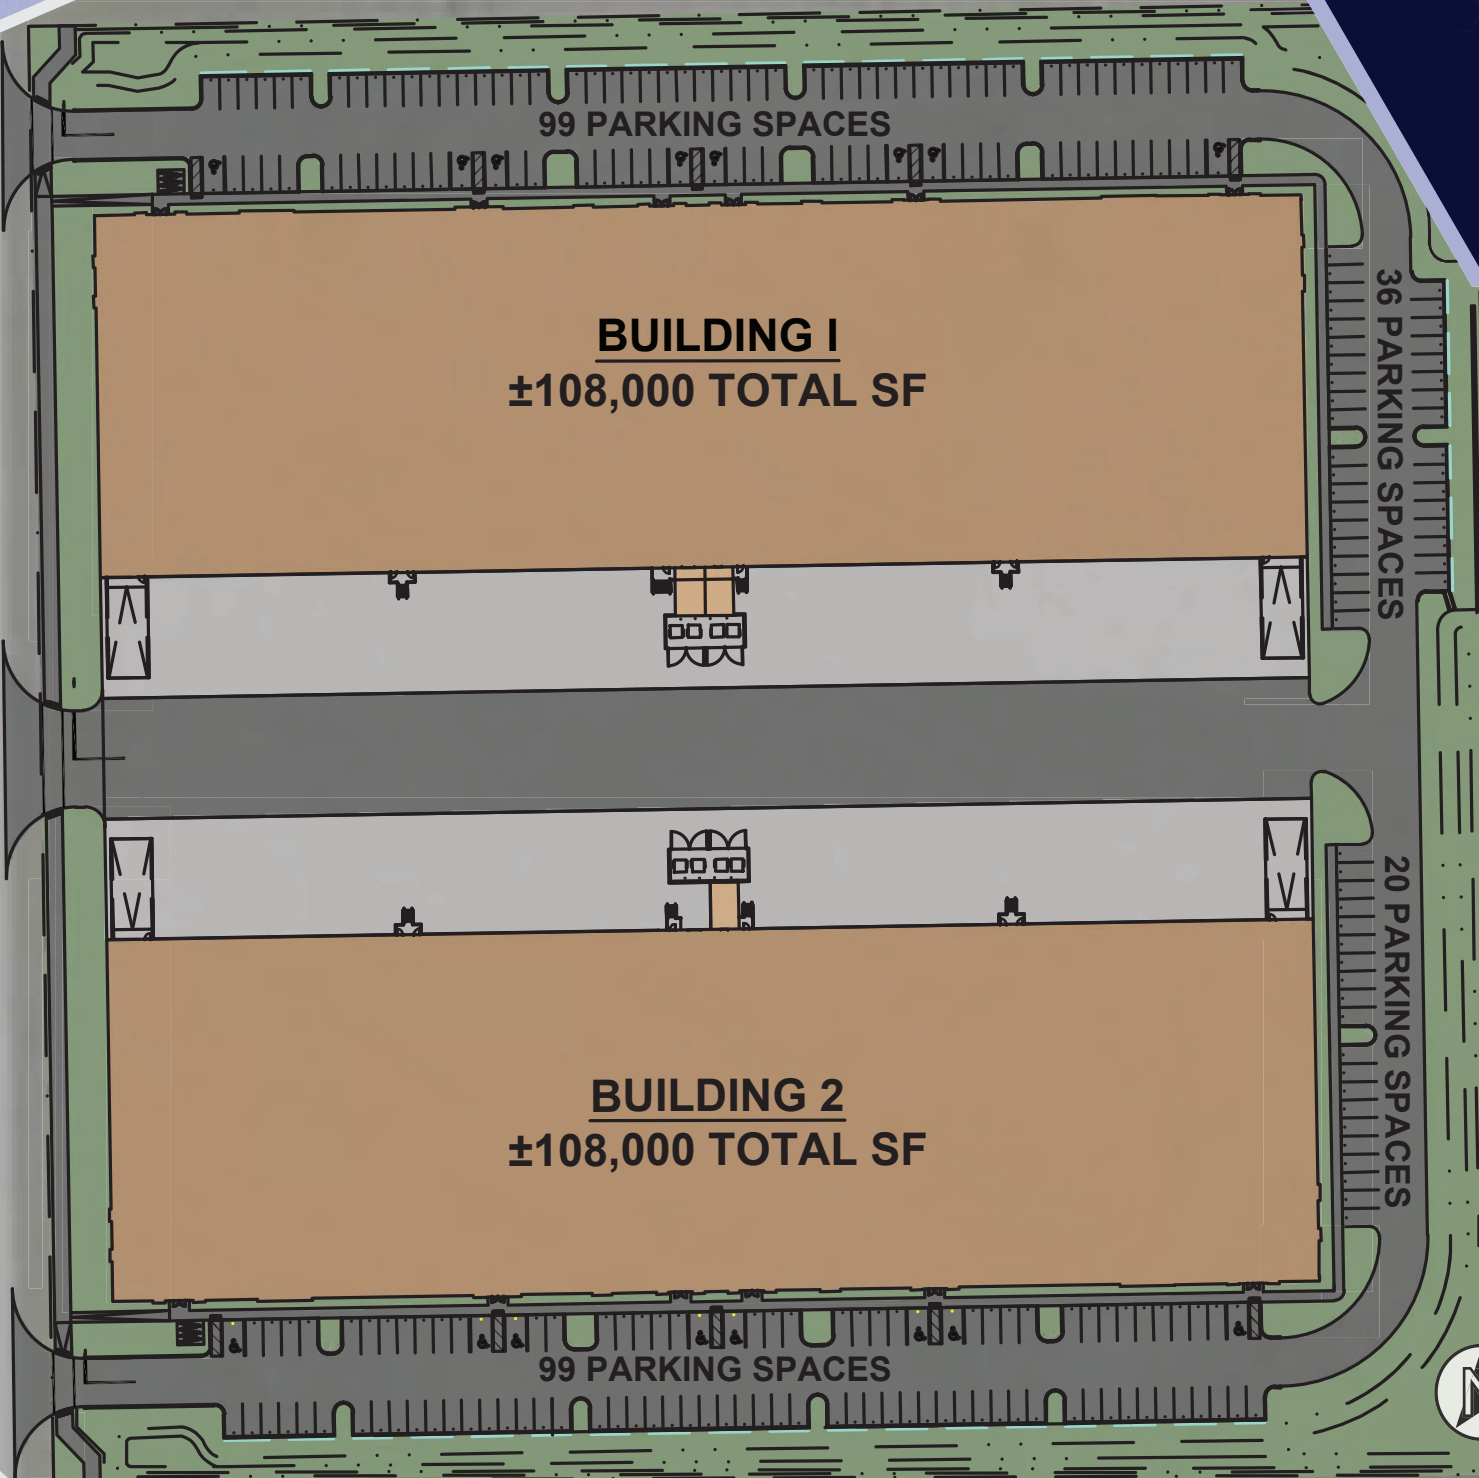 99 PARKING SPACES
BUILDING I
±108,000 TOTAL SF
36 PARKING SPACES
20 PARKING SPACES
BUILDING 2
±108,000 TOTAL SF
99 PARKING SPACES
N